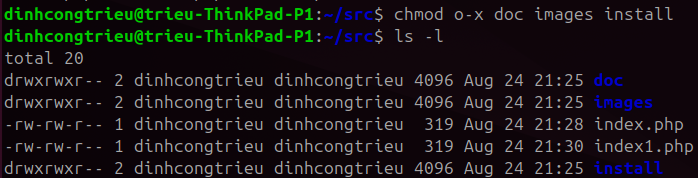 dinhcongtrieu@trieu-ThinkPad-P1:~/src$ chmod o-x doc images install
dinhcongtrieu@trieu-ThinkPad-P1:~/src$ ls -l
total 20
drwxrwxr-- 2 dinhcongtrieu dinhcongtrieu 4096 Aug 24 21:25 doc
drwxrwxr-- 2 dinhcongtrieu dinhcongtrieu 4096 Aug 24 21:25 images
-rw-rw-r-- 1 dinhcongtrieu dinhcongtrieu  319 Aug 24 21:28 index.php
-rw-rw-r-- 1 dinhcongtrieu dinhcongtrieu  319 Aug 24 21:30 index1.php
drwxrwxr-- 2 dinhcongtrieu dinhcongtrieu 4096 Aug 24 21:25 install